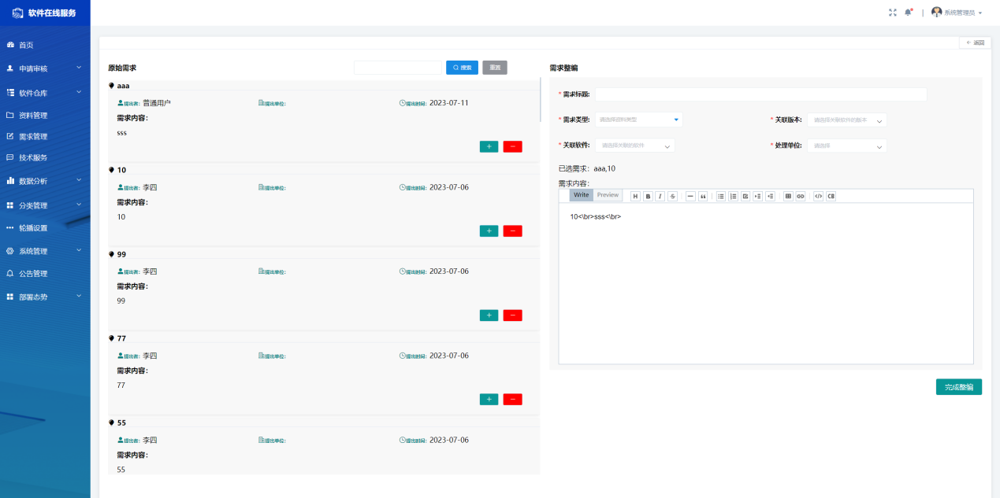 软件在线服务
系统管理员
首页
申请审核
软件仓库
资料管理
需求管理
技术服务
数据分析
分类管理
轮播设置
系统管理
公告管理
部署态势
返回
原始需求
搜索
重置
aaa
提出者: 普通用户 提出单位: 提出时间: 2023-07-11
需求内容:
sss
10
提出者: 李四 提出单位: 提出时间: 2023-07-06
需求内容:
10
99
提出者: 李四 提出单位: 提出时间: 2023-07-06
需求内容:
99
77
提出者: 李四 提出单位: 提出时间: 2023-07-06
需求内容:
77
55
提出者: 李四 提出单位: 提出时间: 2023-07-06
需求内容:
55
需求整编
* 需求标题:
* 需求类型: 请选择资料类型 * 关联版本: 请选择关联软件的版本
* 关联软件: 请选择关联的软件 * 处理单位: 请选择
已选需求: aaa,10
需求内容:
Write Preview H B I S CB
10<\br>sss<\br>
完成整编